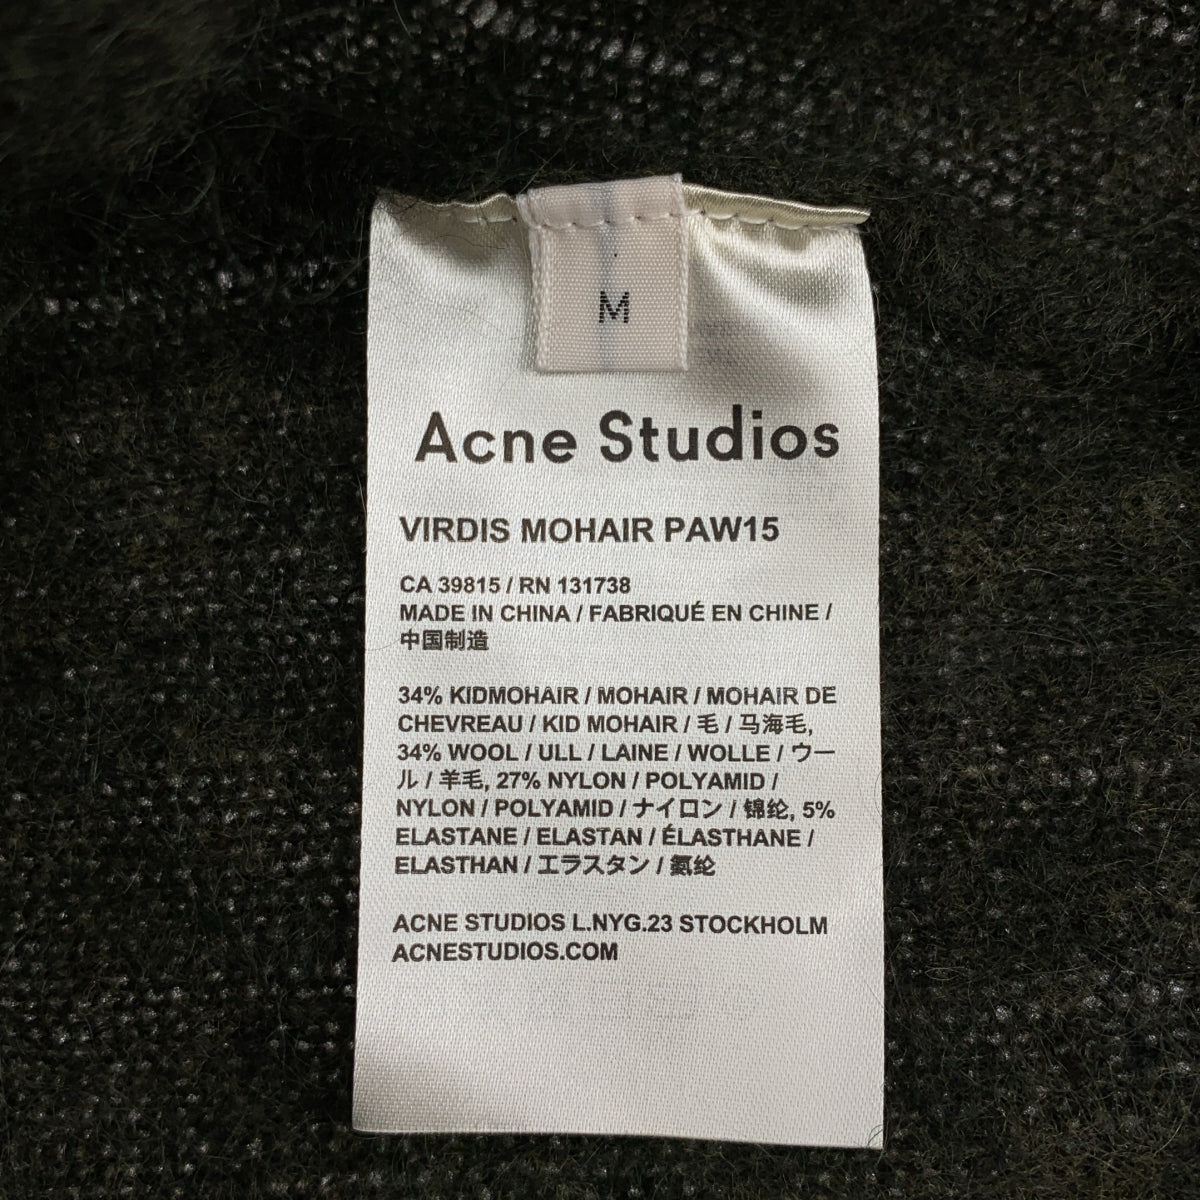 M
Acne Studios
VIRDIS MOHAIR PAW15
CA 39815 / RN 131738
MADE IN CHINA / FABRIQUÉ EN CHINE /
中国制造
34% KIDMOHAIR / MOHAIR / MOHAIR DE
CHEVREAU / KID MOHAIR / 毛 / 马海毛,
34% WOOL / ULL / LAINE / WOLLE / ウー
ル / 羊毛, 27% NYLON / POLYAMID /
NYLON / POLYAMID / ナイロン / 锦纶, 5%
ELASTANE / ELASTAN / ÉLASTHANE /
ELASTHAN / エラスタン / 氨纶
ACNE STUDIOS L.NYG.23 STOCKHOLM
ACNESTUDIOS.COM